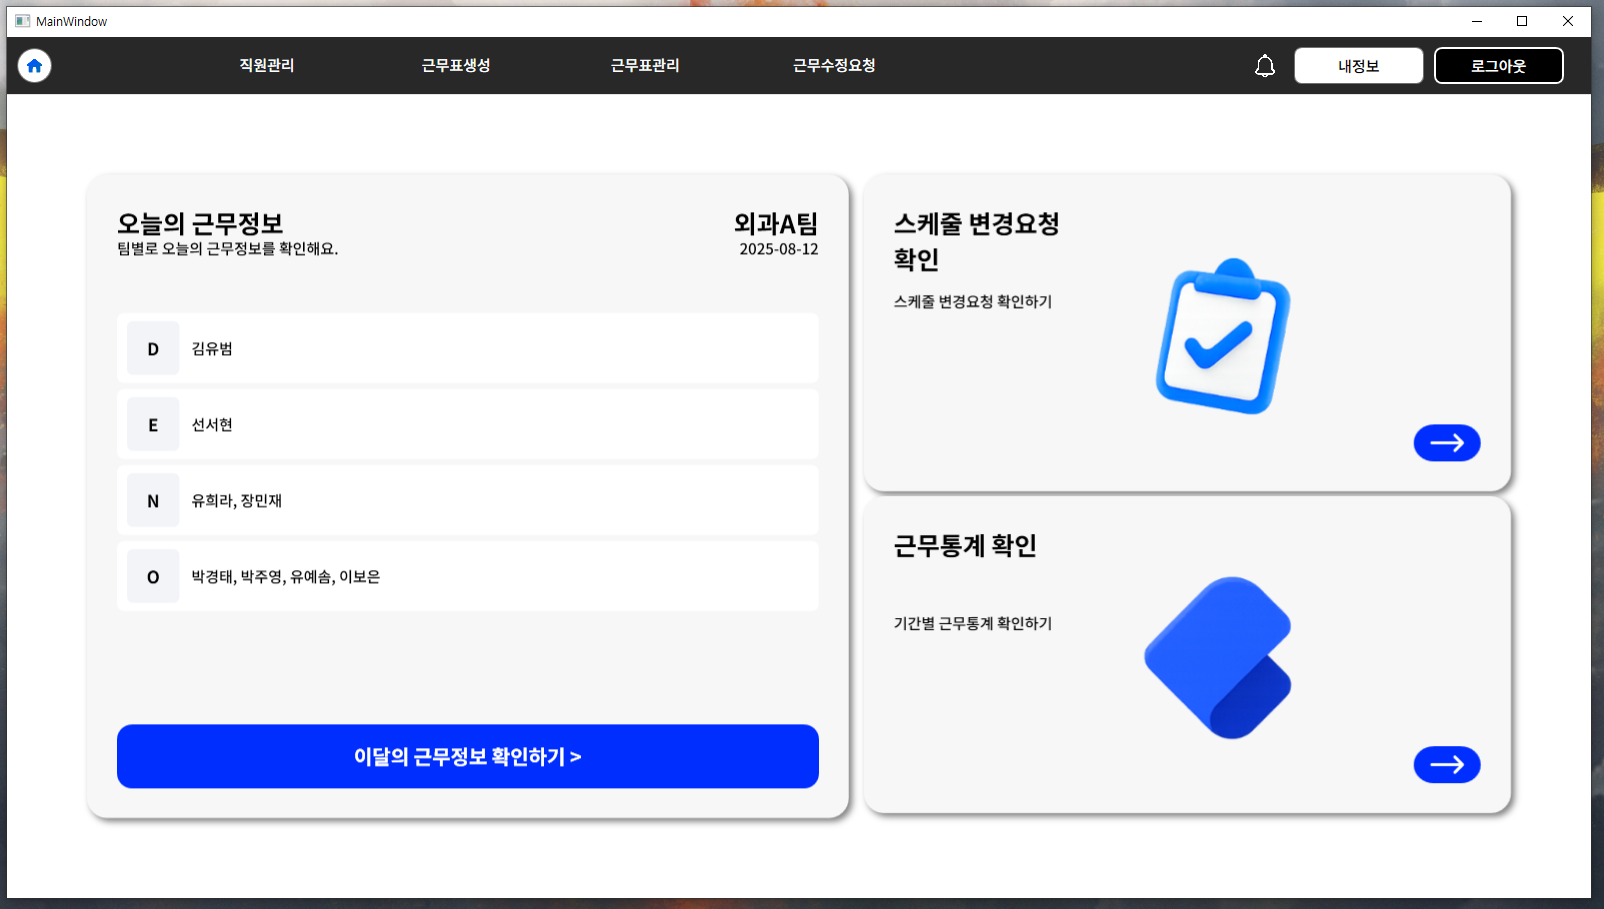 MainWindow
직원관리
근무표생성
근무표관리
근무수정요청
내정보
로그아웃
오늘의 근무정보
팀별로 오늘의 근무정보를 확인해요.
외과A팀
2025-08-12
D 김유범
E 선서현
N 유희라, 장민재
O 박경태, 박주영, 유예솜, 이보은
이달의 근무정보 확인하기 >
스케줄 변경요청
확인
스케줄 변경요청 확인하기
근무통계 확인
기간별 근무통계 확인하기